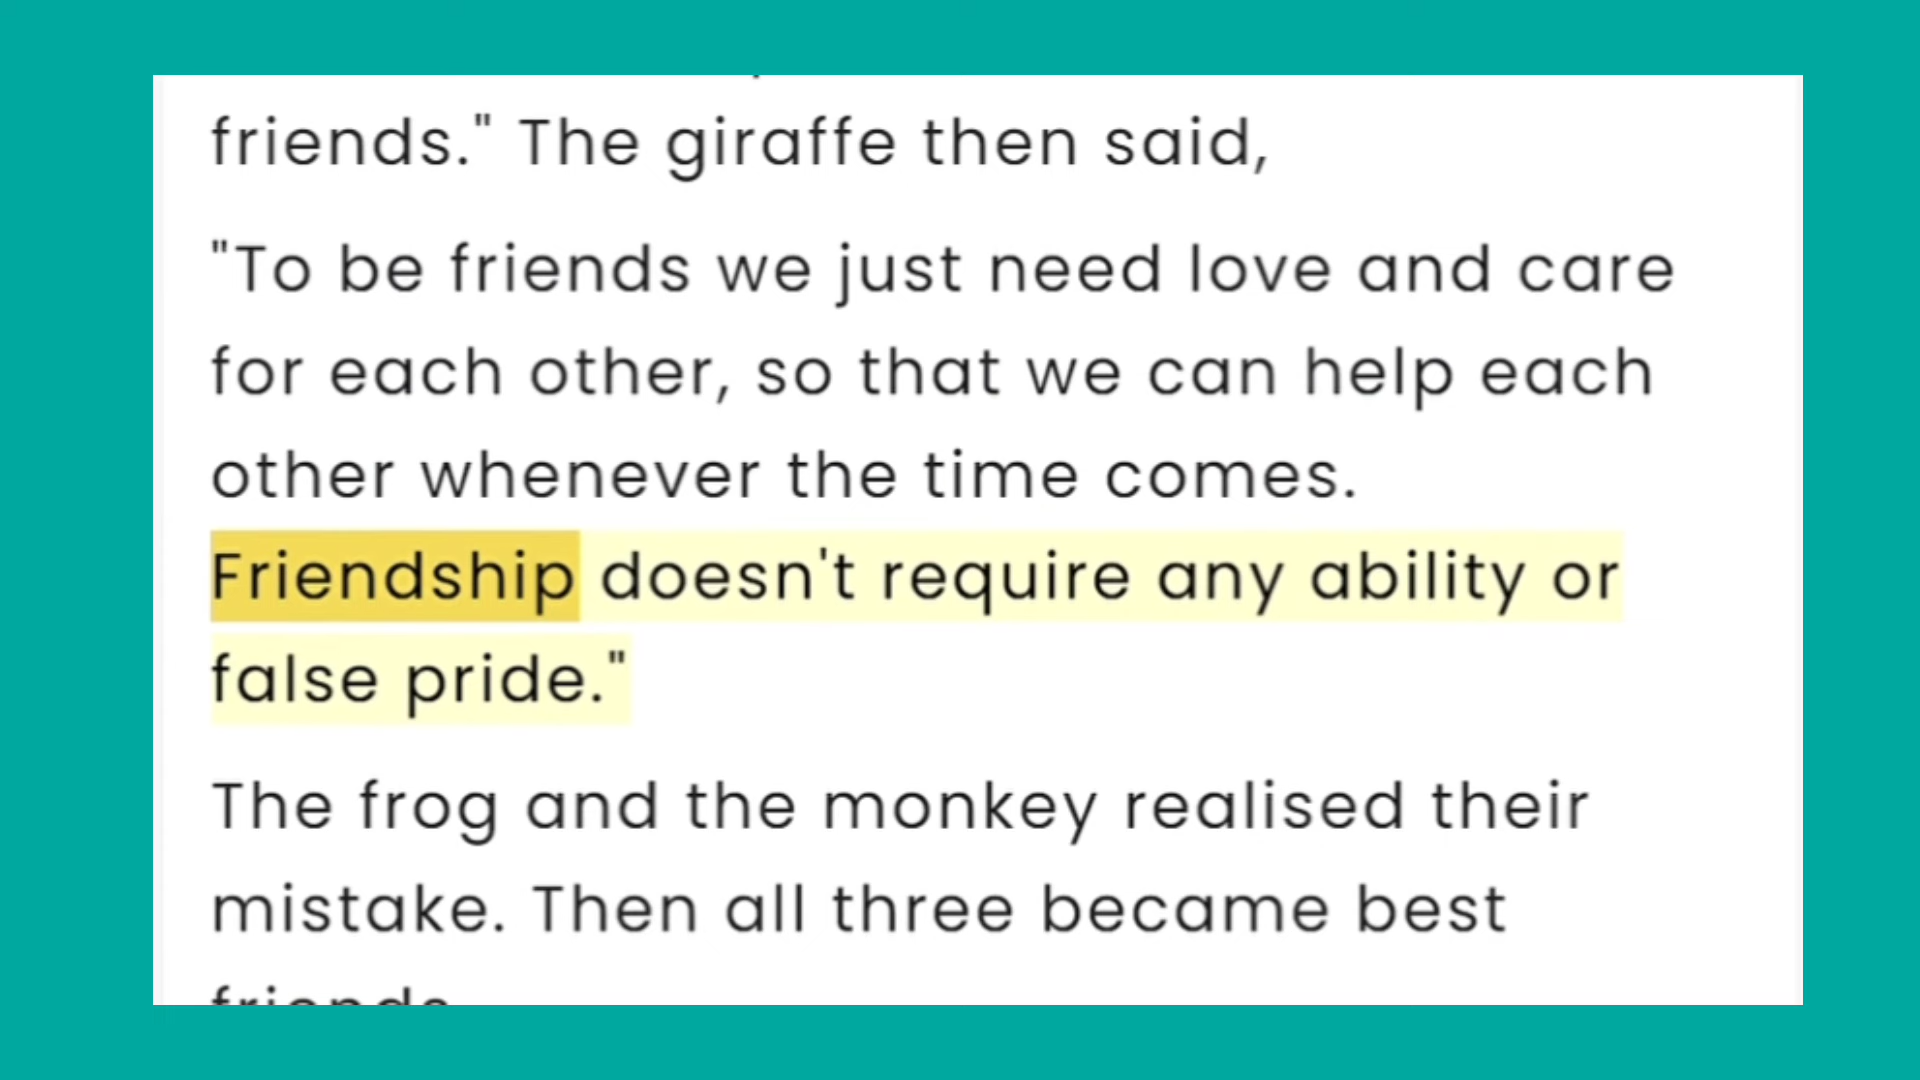 friends." The giraffe then said,
"To be friends we just need love and care
for each other, so that we can help each
other whenever the time comes.
Friendship doesn't require any ability or
false pride."
The frog and the monkey realised their
mistake. Then all three became best
friends